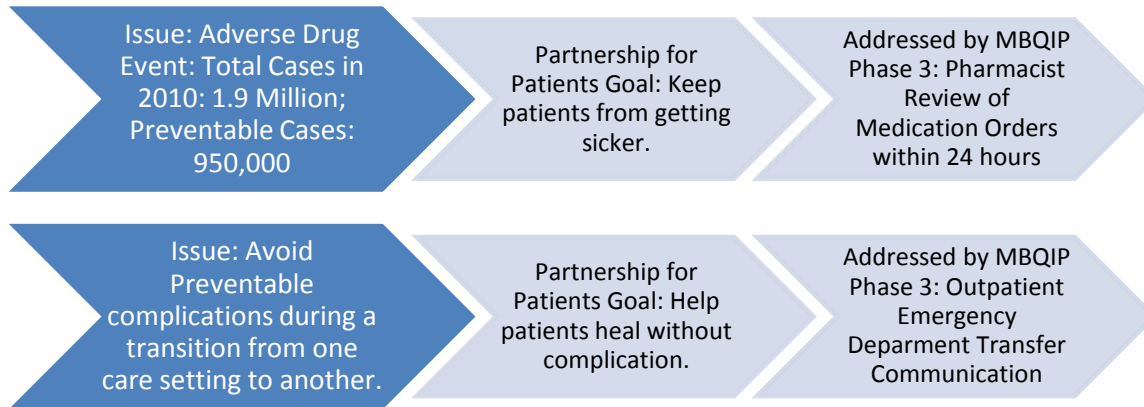 Issue: Adverse Drug
Event: Total Cases in
2010: 1.9 Million;
Preventable Cases:
950,000
Partnership for
Patients Goal: Keep
patients from getting
sicker.
Addressed by MBQIP
Phase 3: Pharmacist
Review of
Medication Orders
within 24 hours
Issue: Avoid
Preventable
complications during a
transition from one
care setting to another.
Partnership for
Patients Goal: Help
patients heal without
complication.
Addressed by MBQIP
Phase 3: Outpatient
Emergency
Deparment Transfer
Communication